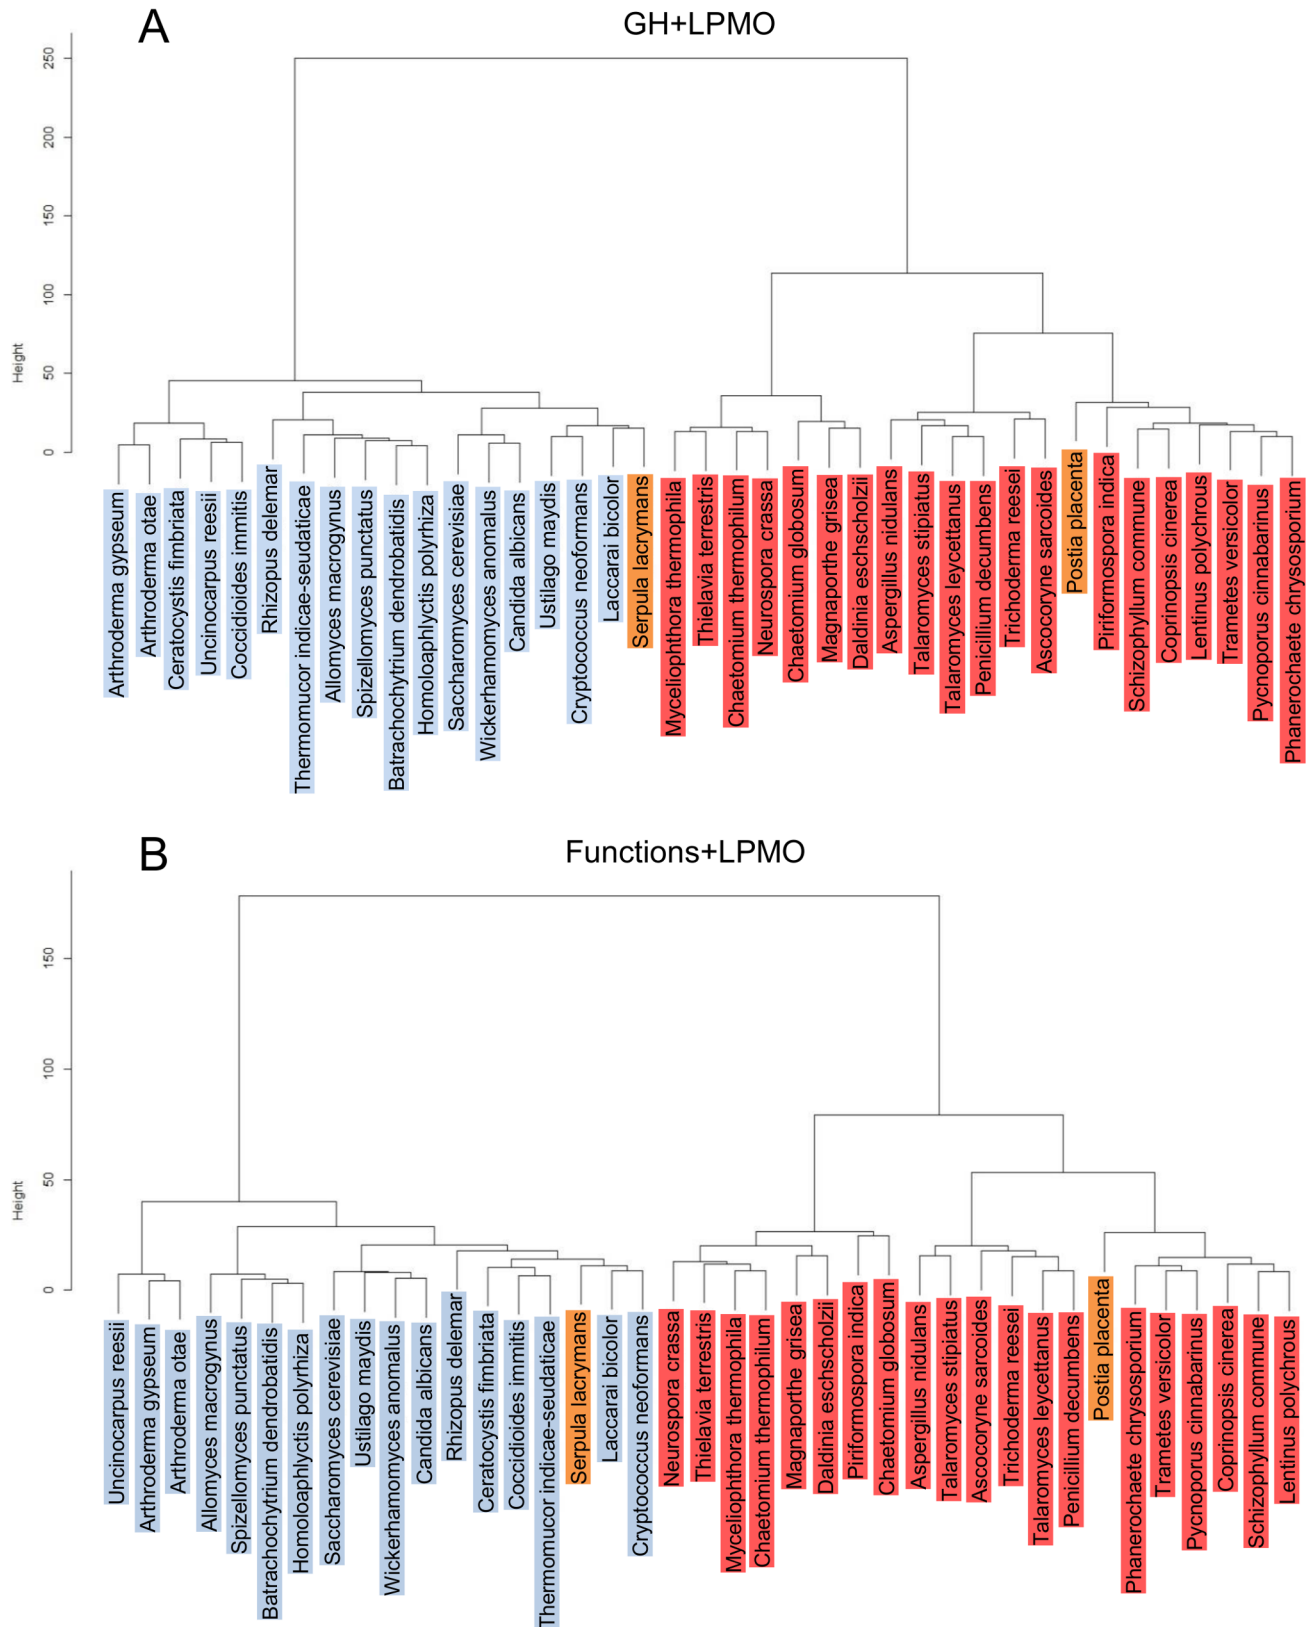 A
GH+LPMO
Height
250
200
150
100
50
0
Arthroderma gypseum
Arthroderma otae
Ceratocystis fimbriata
Uncinocarpus reesii
Coccidioides immitis
Rhizopus delemar
Thermomucor indicae-seudaticae
Allomyces macrogynus
Spizellomyces punctatus
Batrachochytrium dendrobatidis
Homoloaphlyctis polyrhiza
Saccharomyces cerevisiae
Wickerhamomyces anomalus
Candida albicans
Ustilago maydis
Cryptococcus neoformans
Laccarai bicolor
Serpula lacrymans
Myceliophthora thermophila
Thielavia terrestris
Chaetomium thermophilum
Neurospora crassa
Chaetomium globosum
Magnaporthe grisea
Daldinia eschscholzii
Aspergillus nidulans
Talaromyces stipiatus
Talaromyces leycettanus
Penicillium decumbens
Trichoderma reesei
Ascocoryne sarcoides
Postia placenta
Piriformospora indica
Schizophyllum commune
Coprinopsis cinerea
Lentinus polychrous
Trametes versicolor
Pycnoporus cinnabarinus
Phanerochaete chrysosporium
B
Functions+LPMO
Height
150
100
50
0
Uncinocarpus reesii
Arthroderma gypseum
Arthroderma otae
Allomyces macrogynus
Spizellomyces punctatus
Batrachochytrium dendrobatidis
Homoloaphlyctis polyrhiza
Saccharomyces cerevisiae
Ustilago maydis
Wickerhamomyces anomalus
Candida albicans
Rhizopus delemar
Ceratocystis fimbriata
Coccidioides immitis
Thermomucor indicae-seudaticae
Serpula lacrymans
Laccarai bicolor
Cryptococcus neoformans
Neurospora crassa
Thielavia terrestris
Myceliophthora thermophila
Chaetomium thermophilum
Magnaporthe grisea
Daldinia eschscholzii
Piriformospora indica
Chaetomium globosum
Aspergillus nidulans
Talaromyces stipiatus
Ascocoryne sarcoides
Trichoderma reesei
Talaromyces leycettanus
Penicillium decumbens
Postia placenta
Phanerochaete chrysosporium
Trametes versicolor
Pycnoporus cinnabarinus
Coprinopsis cinerea
Schizophyllum commune
Lentinus polychrous